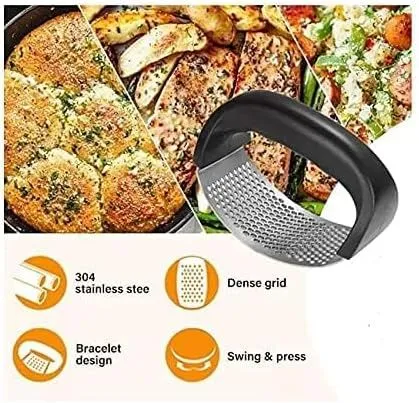 304
stainless stee
Dense grid
Bracelet
design
Swing & press